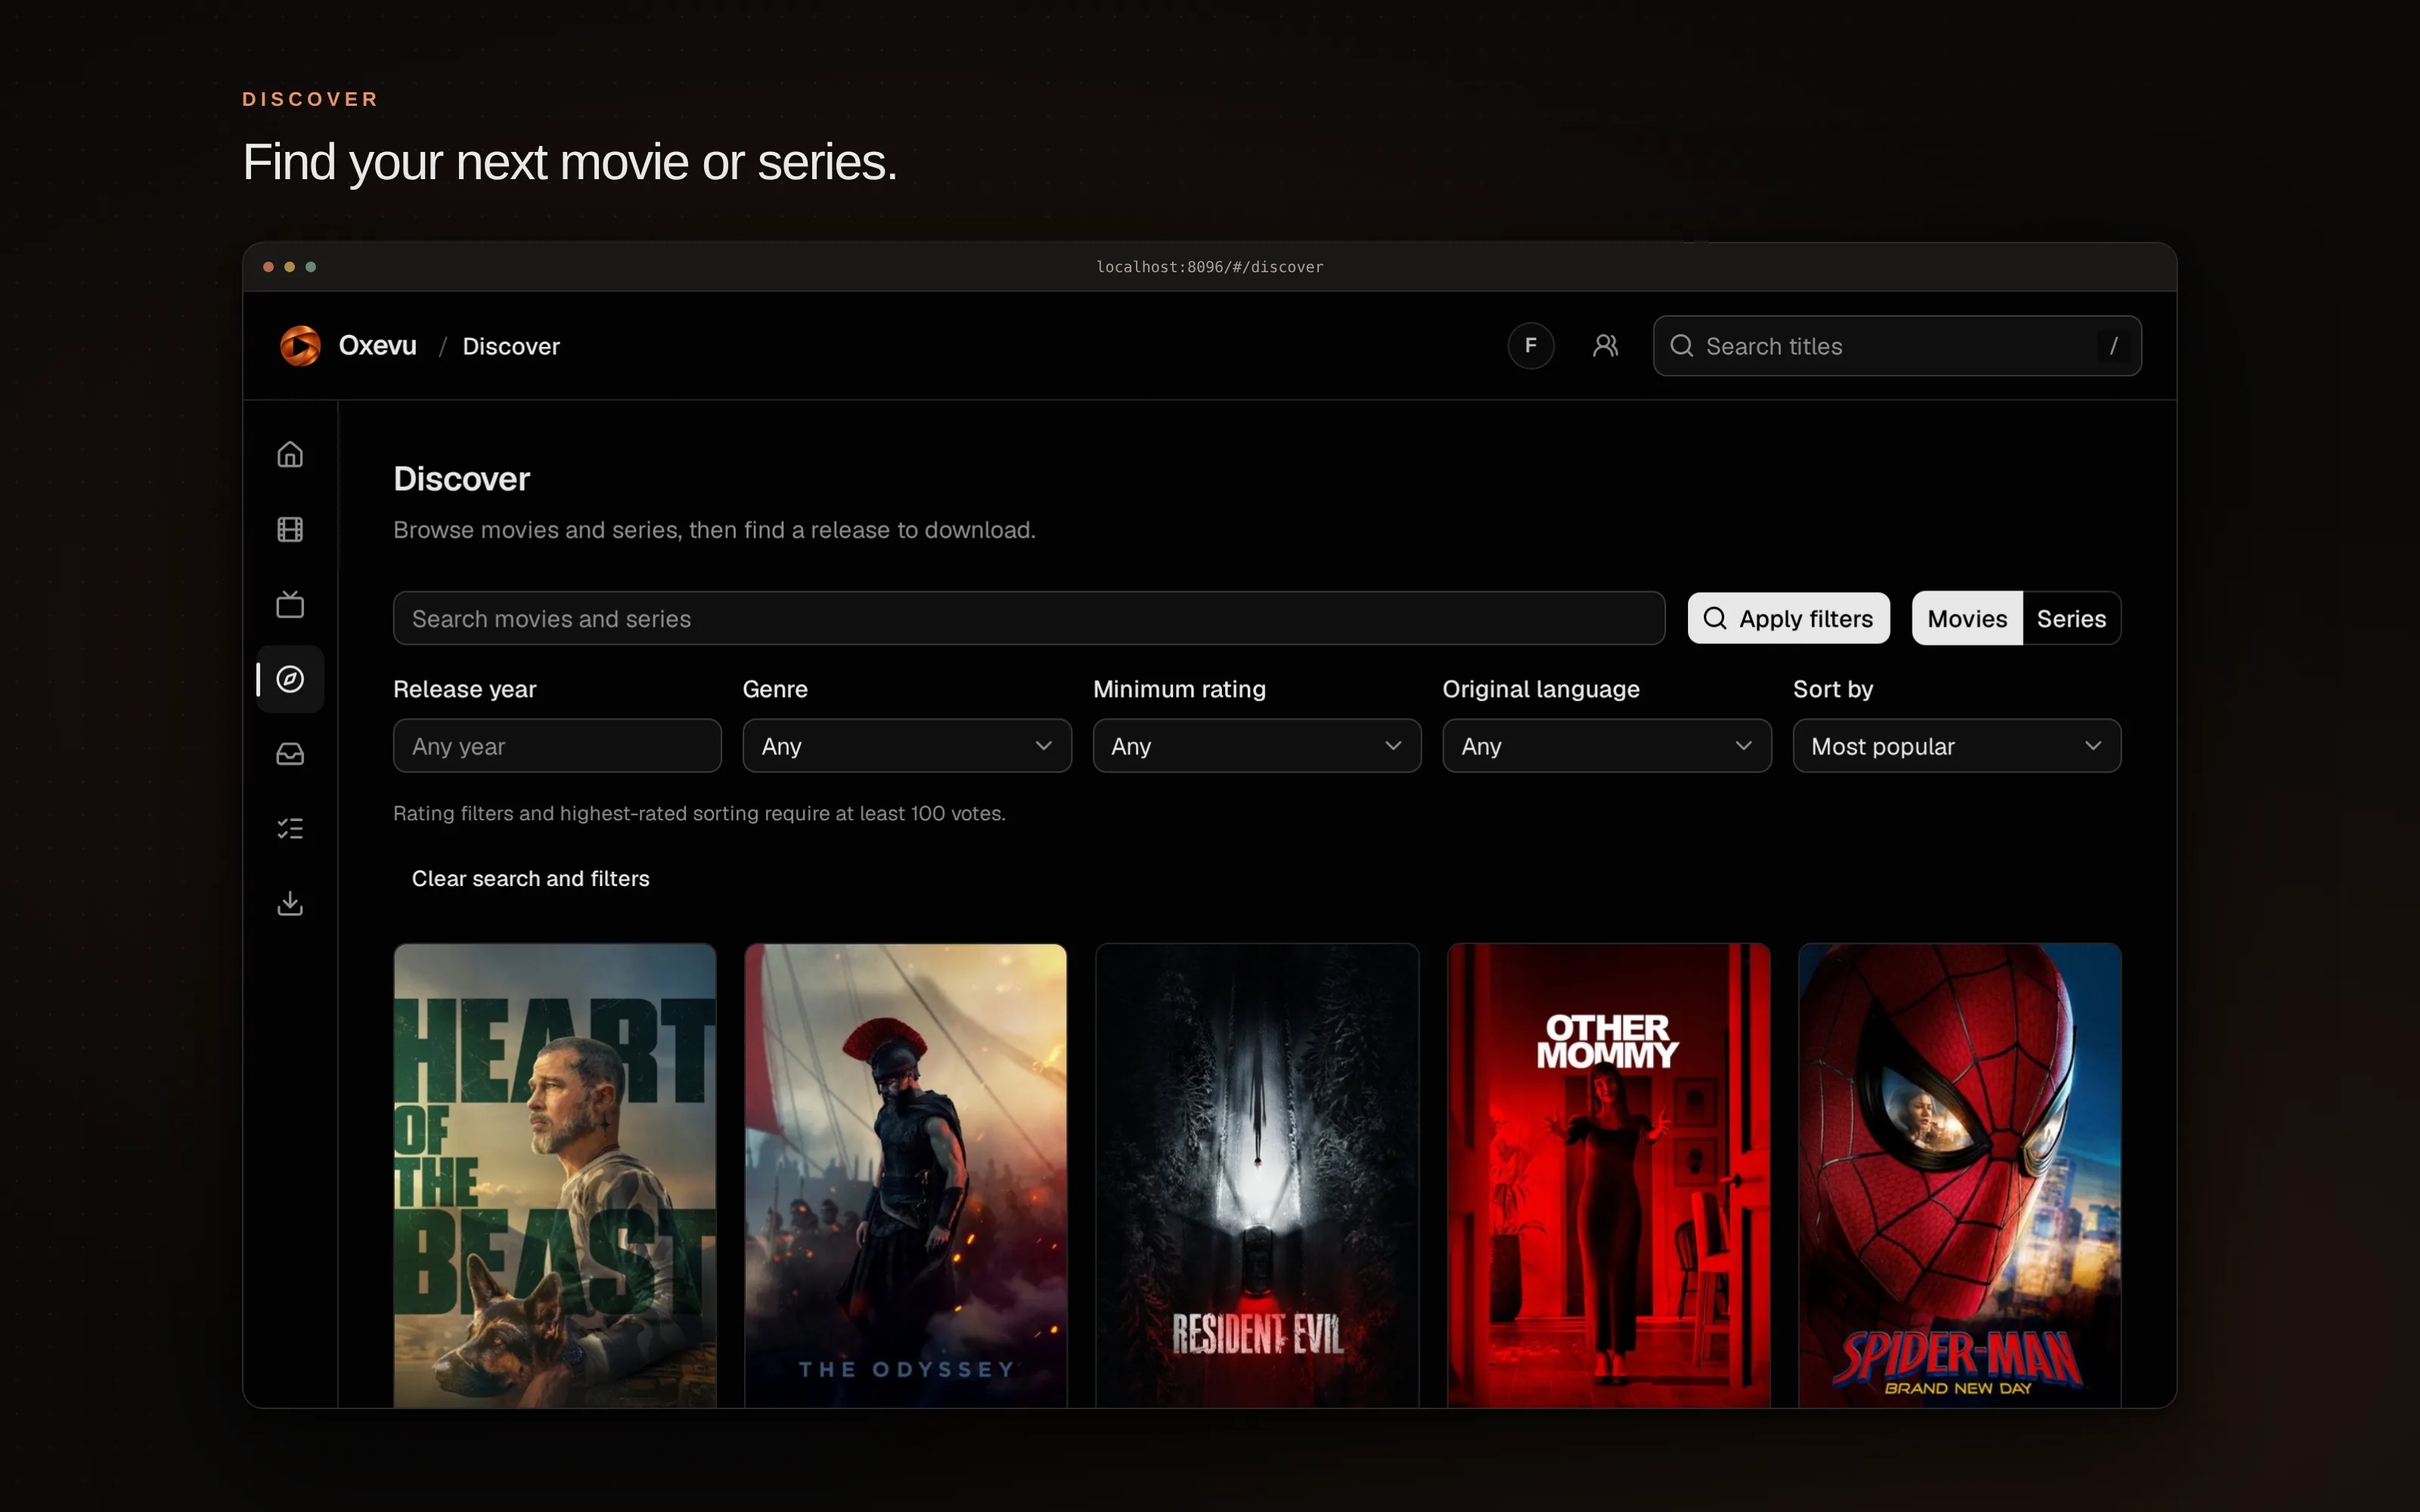 DISCOVER
Find your next movie or series.
localhost:8096/#/discover
Oxevu / Discover
F
Search titles
/
Discover
Browse movies and series, then find a release to download.
Search movies and series
Apply filters
Movies
Series
Release year
Genre
Minimum rating
Original language
Sort by
Any year
Any
Any
Any
Most popular
Rating filters and highest-rated sorting require at least 100 votes.
Clear search and filters
HEART
OF
THE
BEAST
THE ODYSSEY
RESIDENT EVIL
OTHER
MOMMY
SPIDER-MAN
BRAND NEW DAY